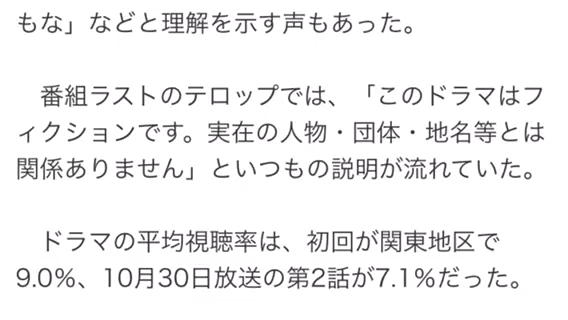 もな」などと理解を示す声もあった。
番組ラストのテロップでは、「このドラマはフ
ィクションです。実在の人物・団体・地名等とは
関係ありません」といつもの説明が流れていた。
ドラマの平均視聴率は、初回が関東地区で
9.0%、10月30日放送の第2話が7.1%だった。